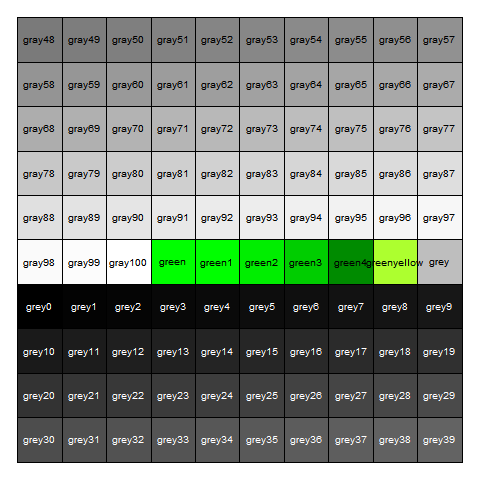 gray48 gray49 gray50 gray51 gray52 gray53 gray54 gray55 gray56 gray57
gray58 gray59 gray60 gray61 gray62 gray63 gray64 gray65 gray66 gray67
gray68 gray69 gray70 gray71 gray72 gray73 gray74 gray75 gray76 gray77
gray78 gray79 gray80 gray81 gray82 gray83 gray84 gray85 gray86 gray87
gray88 gray89 gray90 gray91 gray92 gray93 gray94 gray95 gray96 gray97
gray98 gray99 gray100 green green1 green2 green3 green4 greenyellow grey
grey0 grey1 grey2 grey3 grey4 grey5 grey6 grey7 grey8 grey9
grey10 grey11 grey12 grey13 grey14 grey15 grey16 grey17 grey18 grey19
grey20 grey21 grey22 grey23 grey24 grey25 grey26 grey27 grey28 grey29
grey30 grey31 grey32 grey33 grey34 grey35 grey36 grey37 grey38 grey39